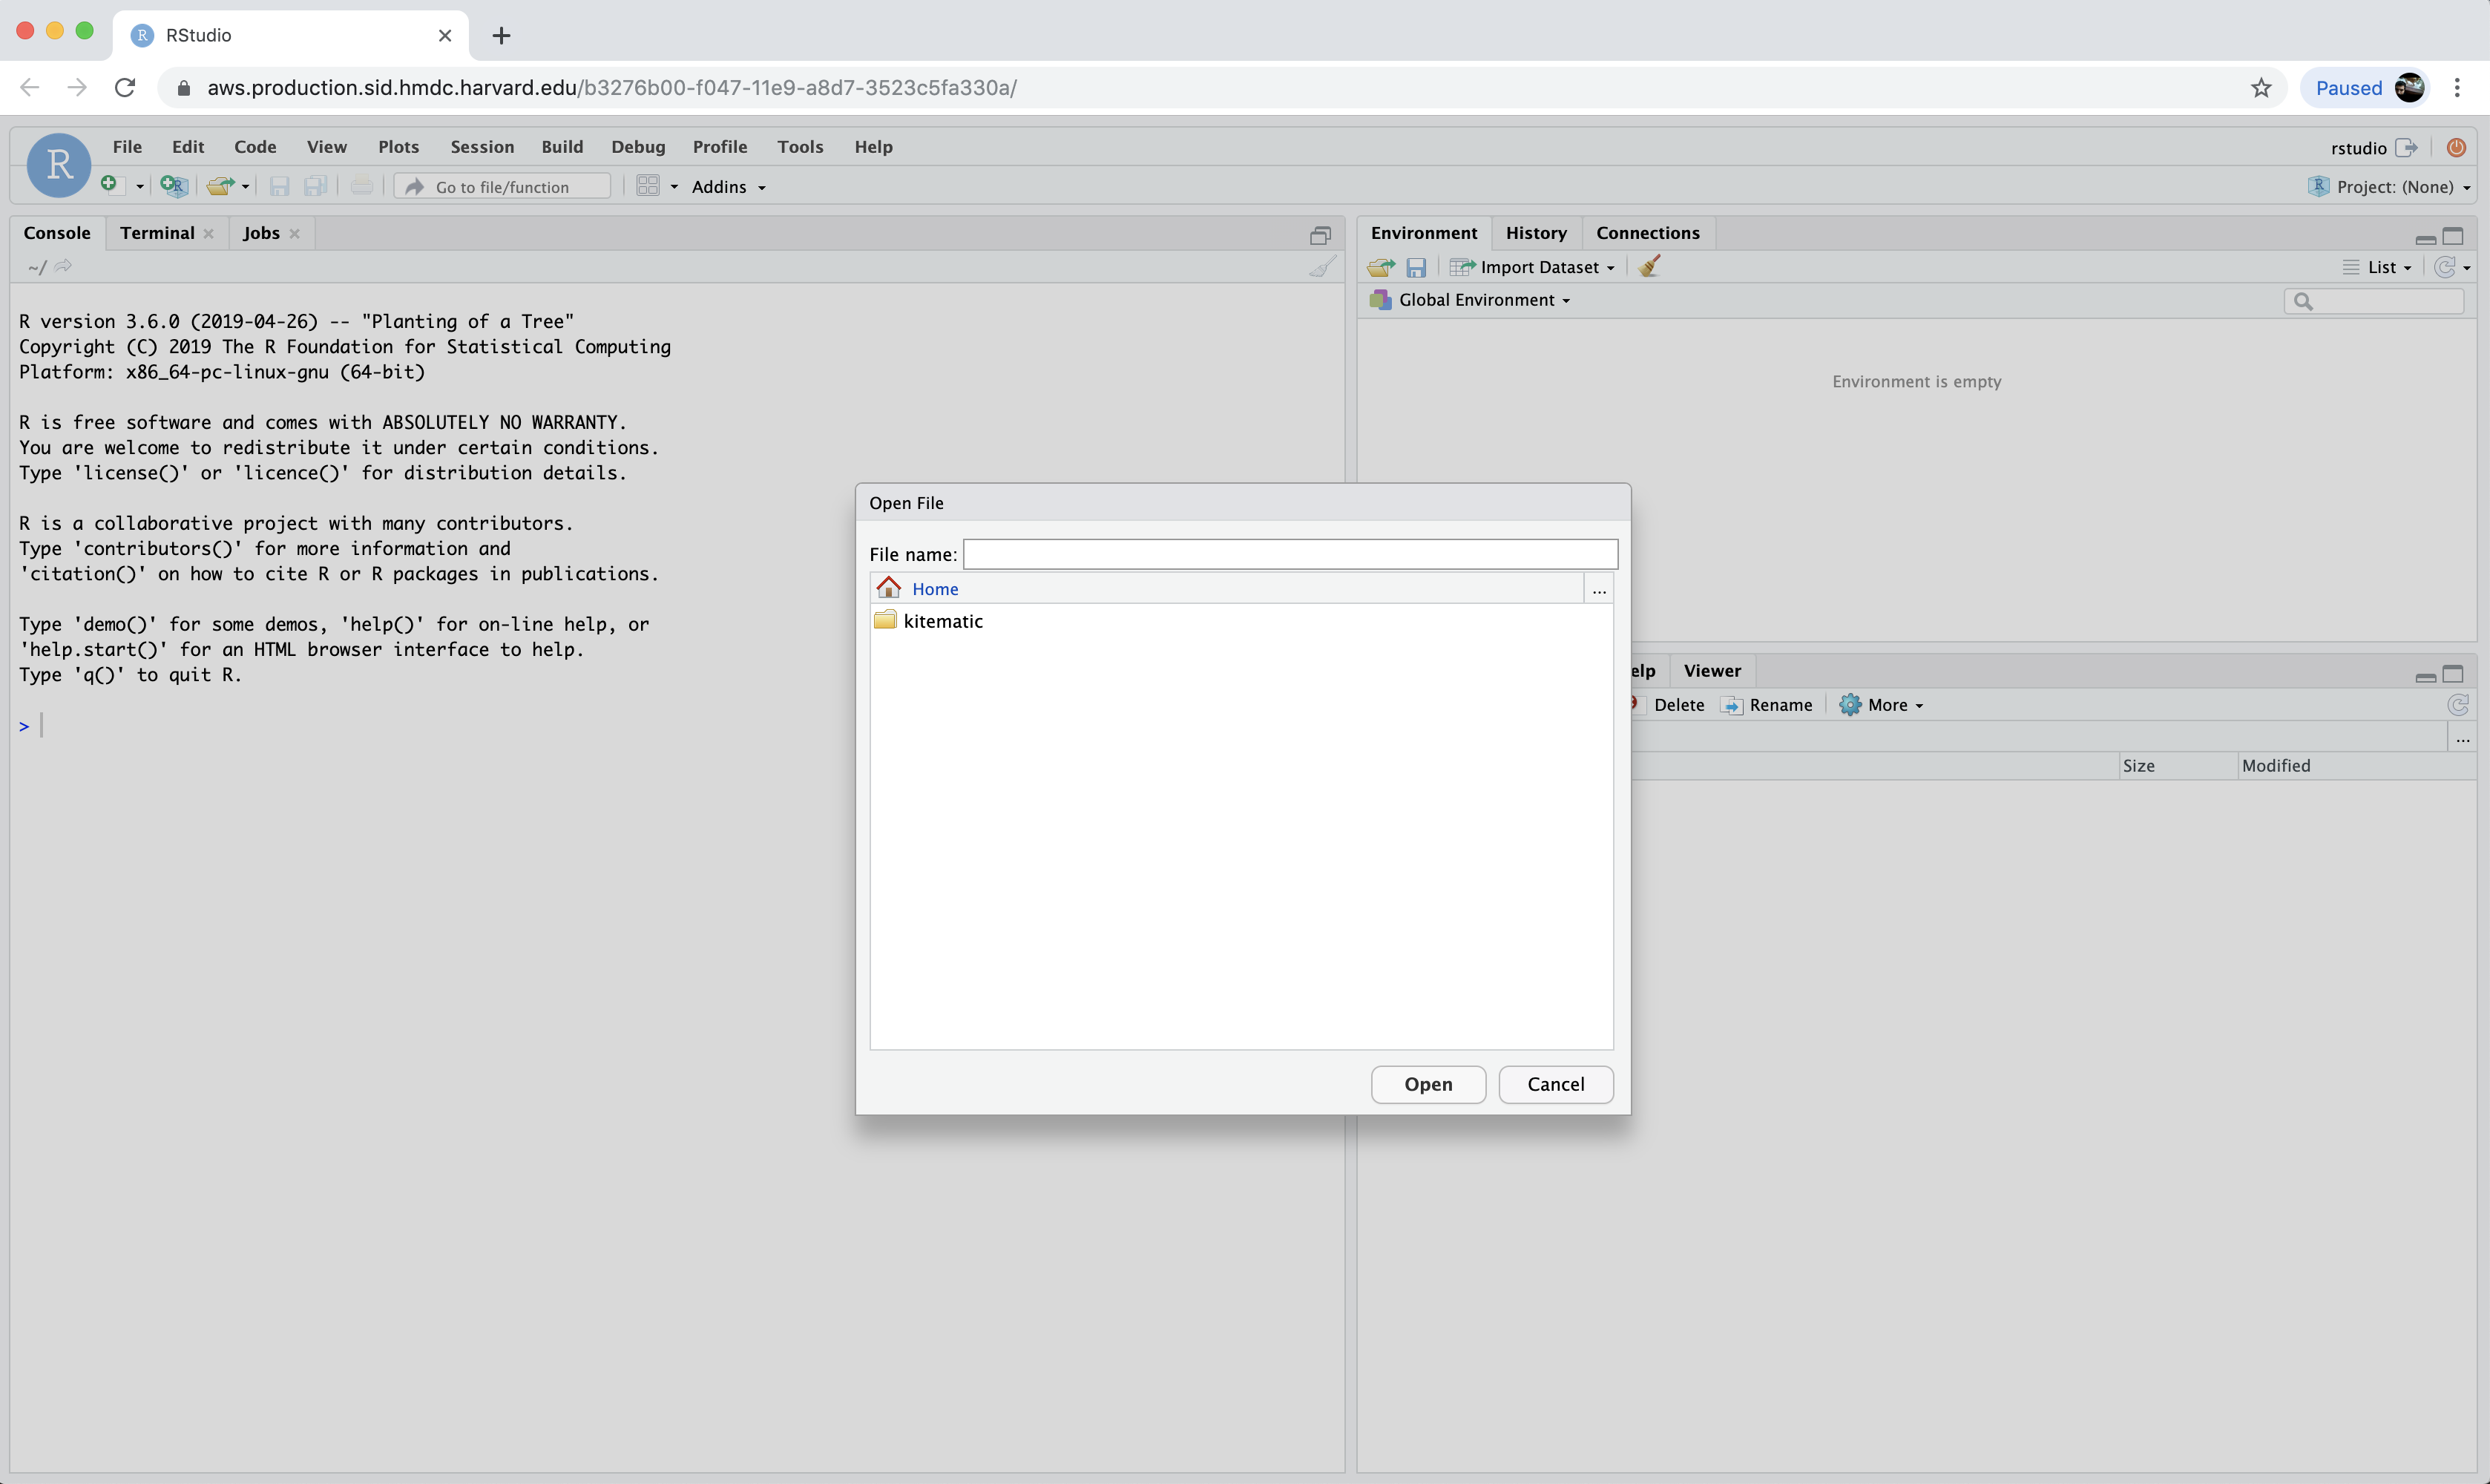 RStudio
aws.production.sid.hmdc.harvard.edu/b3276b00-f047-11e9-a8d7-3523c5fa330a/
Paused
R
File Edit Code View Plots Session Build Debug Profile Tools Help
rstudio
Go to file/function
Addins
Project: (None)
Console Terminal Jobs
~/
R version 3.6.0 (2019-04-26) -- "Planting of a Tree"
Copyright (C) 2019 The R Foundation for Statistical Computing
Platform: x86_64-pc-linux-gnu (64-bit)
R is free software and comes with ABSOLUTELY NO WARRANTY.
You are welcome to redistribute it under certain conditions.
Type 'license()' or 'licence()' for distribution details.
R is a collaborative project with many contributors.
Type 'contributors()' for more information and
'citation()' on how to cite R or R packages in publications.
Type 'demo()' for some demos, 'help()' for on-line help, or
'help.start()' for an HTML browser interface to help.
Type 'q()' to quit R.
>
Environment History Connections
Import Dataset
List
Global Environment
Environment is empty
Open File
File name:
Home
...
kitematic
Open
Cancel
elp Viewer
Delete Rename More
...
Size Modified